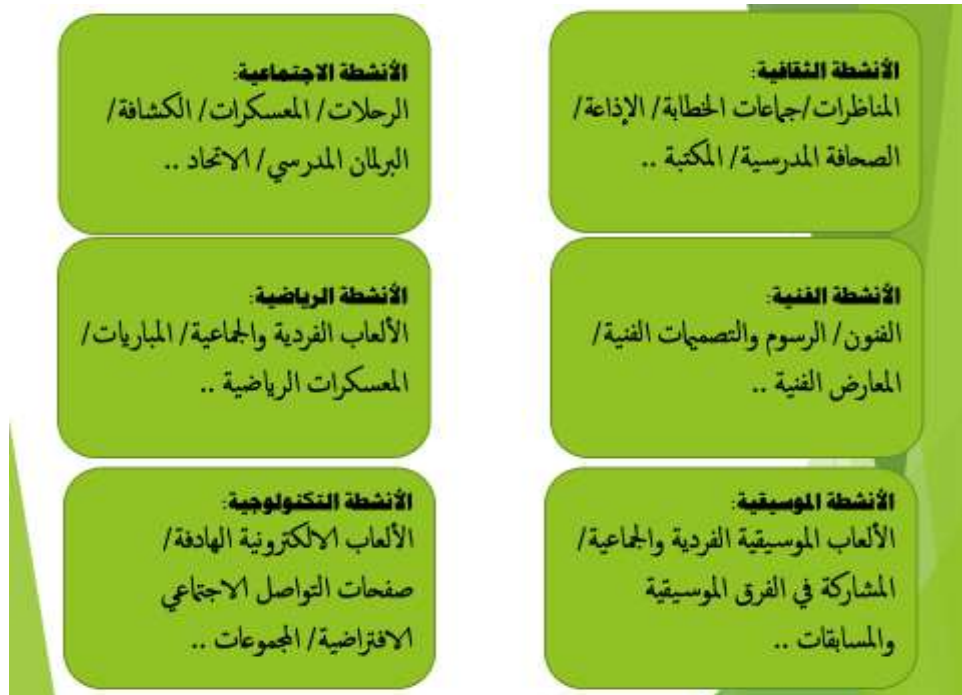 الأنشطة الثقافية:
المناظرات/جماعات الخطابة/ الإذاعة/
الصحافة المدرسية/ المكتبة ..
الأنشطة الاجتماعية:
الرحلات/ المعسكرات/ الكشافة/
البرلمان المدرسي/ الاتحاد ..
الأنشطة الفنية:
الفنون/ الرسوم والتصميمات الفنية/
المعارض الفنية ..
الأنشطة الرياضية:
الألعاب الفردية والجماعية/ المباريات/
المعسكرات الرياضية ..
الأنشطة الموسيقية:
الألعاب الموسيقية الفردية والجماعية/
المشاركة في الفرق الموسيقية
والمسابقات ..
الأنشطة التكنولوجية:
الألعاب الالكترونية الهادفة/
صفحات التواصل الاجتماعي
الافتراضية/ المجموعات ..